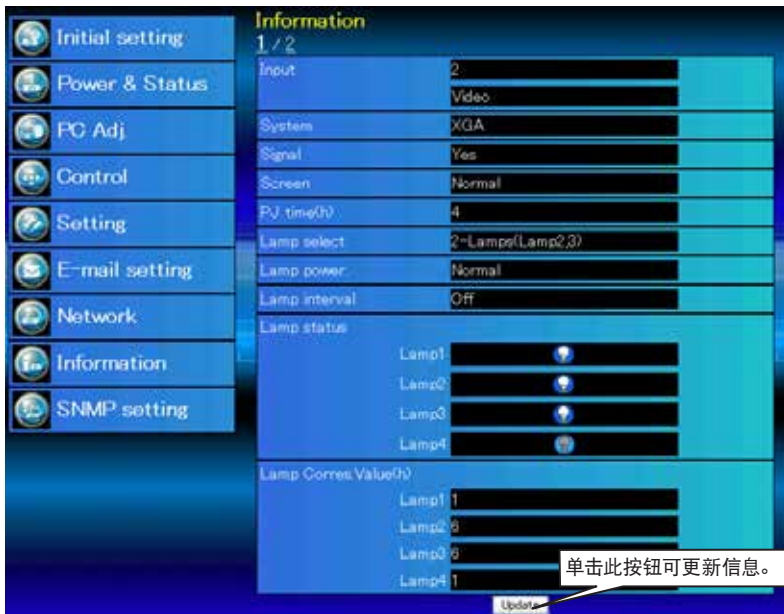 Initial setting
Power & Status
PC Adj.
Control
Setting
E-mail setting
Network
Information
SNMP setting
Information
1 / 2
Input 2
Video
System XGA
Signal Yes
Screen Normal
PJ time(h) 4
Lamp select 2-Lamps(Lamp2,3)
Lamp power Normal
Lamp interval Off
Lamp status
Lamp1
Lamp2
Lamp3
Lamp4
Lamp Corres.Value(h)
Lamp1 1
Lamp2 6
Lamp3 6
Lamp4 1
单击此按钮可更新信息。
Update